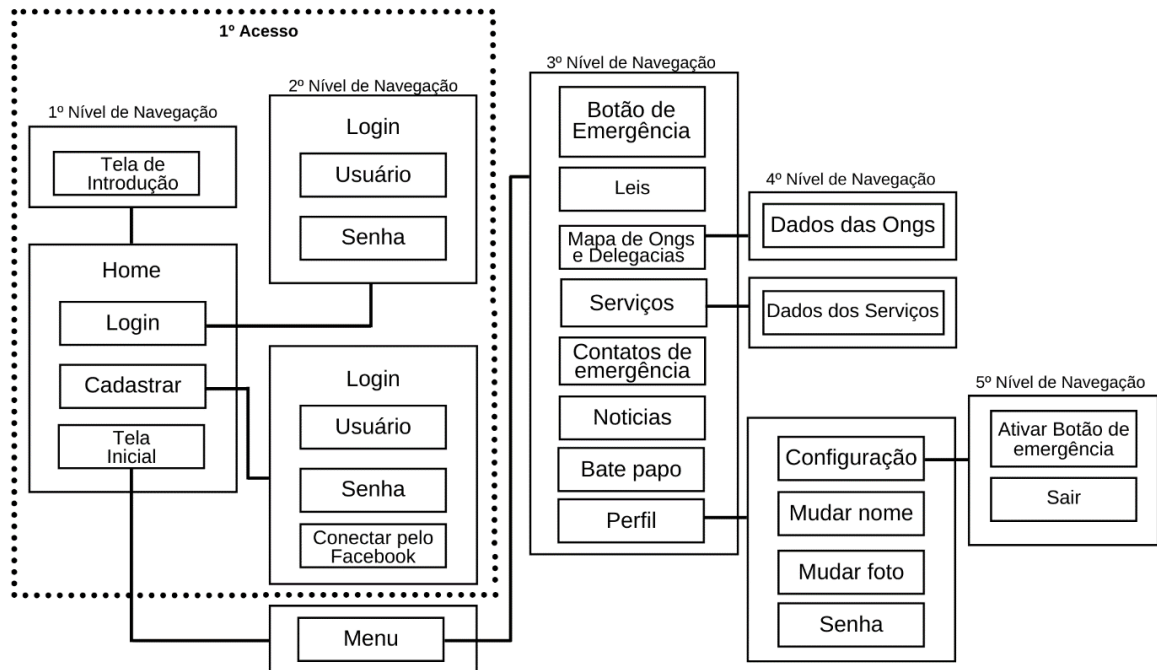 1º Acesso
1º Nível de Navegação
Tela de
Introdução
Home
Login
Cadastrar
Tela
Inicial
2º Nível de Navegação
Login
Usuário
Senha
Login
Usuário
Senha
Conectar pelo
Facebook
Menu
3º Nível de Navegação
Botão de
Emergência
Leis
Mapa de Ongs
e Delegacias
Serviços
Contatos de
emergência
Noticias
Bate papo
Perfil
4º Nível de Navegação
Dados das Ongs
Dados dos Serviços
Configuração
Mudar nome
Mudar foto
Senha
5º Nível de Navegação
Ativar Botão de
emergência
Sair